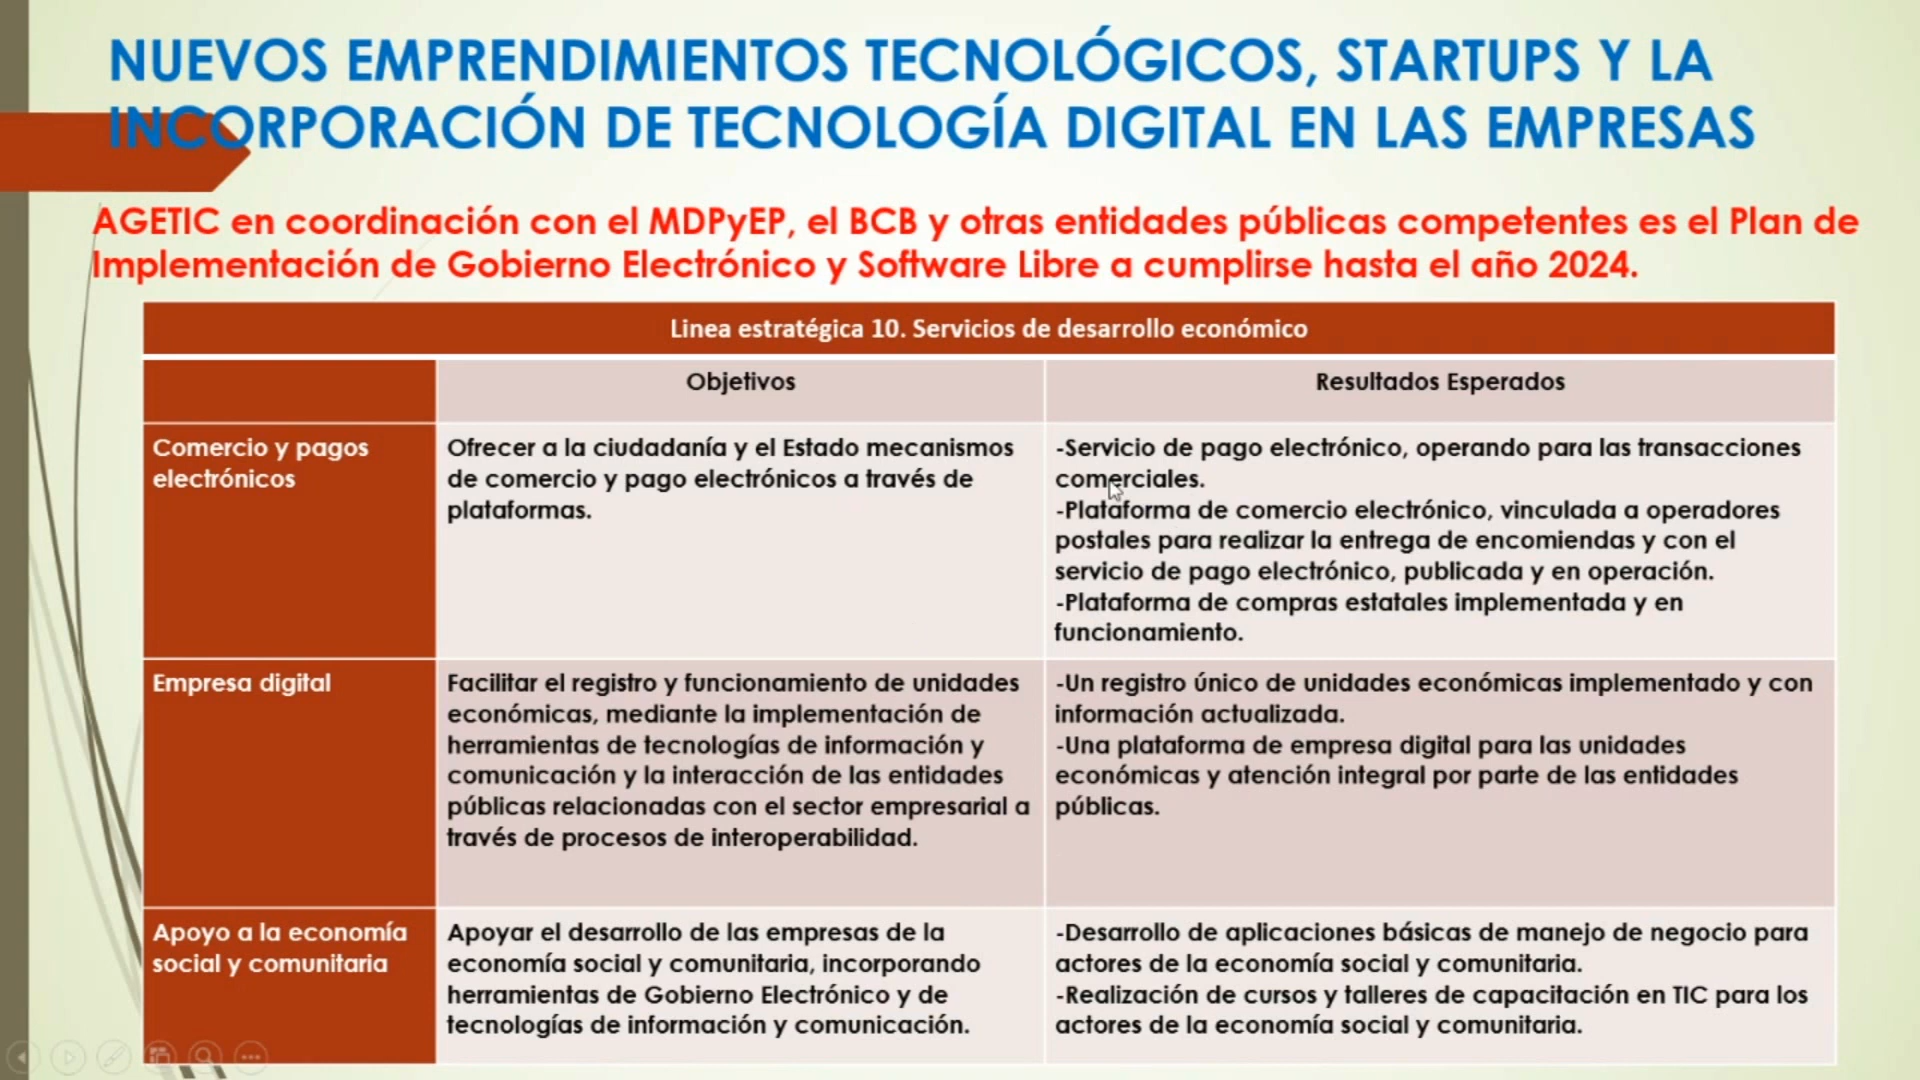 NUEVOS EMPRENDIMIENTOS TECNOLÓGICOS, STARTUPS Y LA
INCORPORACIÓN DE TECNOLOGÍA DIGITAL EN LAS EMPRESAS
AGETIC en coordinación con el MDPyEP, el BCB y otras entidades públicas competentes es el Plan de
Implementación de Gobierno Electrónico y Software Libre a cumplirse hasta el año 2024.
Linea estratégica 10. Servicios de desarrollo económico
Objetivos
Resultados Esperados
Comercio y pagos
electrónicos
Ofrecer a la ciudadanía y el Estado mecanismos
de comercio y pago electrónicos a través de
plataformas.
-Servicio de pago electrónico, operando para las transacciones
comerciales.
-Plataforma de comercio electrónico, vinculada a operadores
postales para realizar la entrega de encomiendas y con el
servicio de pago electrónico, publicada y en operación.
-Plataforma de compras estatales implementada y en
funcionamiento.
Empresa digital
Facilitar el registro y funcionamiento de unidades
económicas, mediante la implementación de
herramientas de tecnologías de información y
comunicación y la interacción de las entidades
públicas relacionadas con el sector empresarial a
través de procesos de interoperabilidad.
-Un registro único de unidades económicas implementado y con
información actualizada.
-Una plataforma de empresa digital para las unidades
económicas y atención integral por parte de las entidades
públicas.
Apoyo a la economía
social y comunitaria
Apoyar el desarrollo de las empresas de la
economía social y comunitaria, incorporando
herramientas de Gobierno Electrónico y de
tecnologías de información y comunicación.
-Desarrollo de aplicaciones básicas de manejo de negocio para
actores de la economía social y comunitaria.
-Realización de cursos y talleres de capacitación en TIC para los
actores de la economía social y comunitaria.